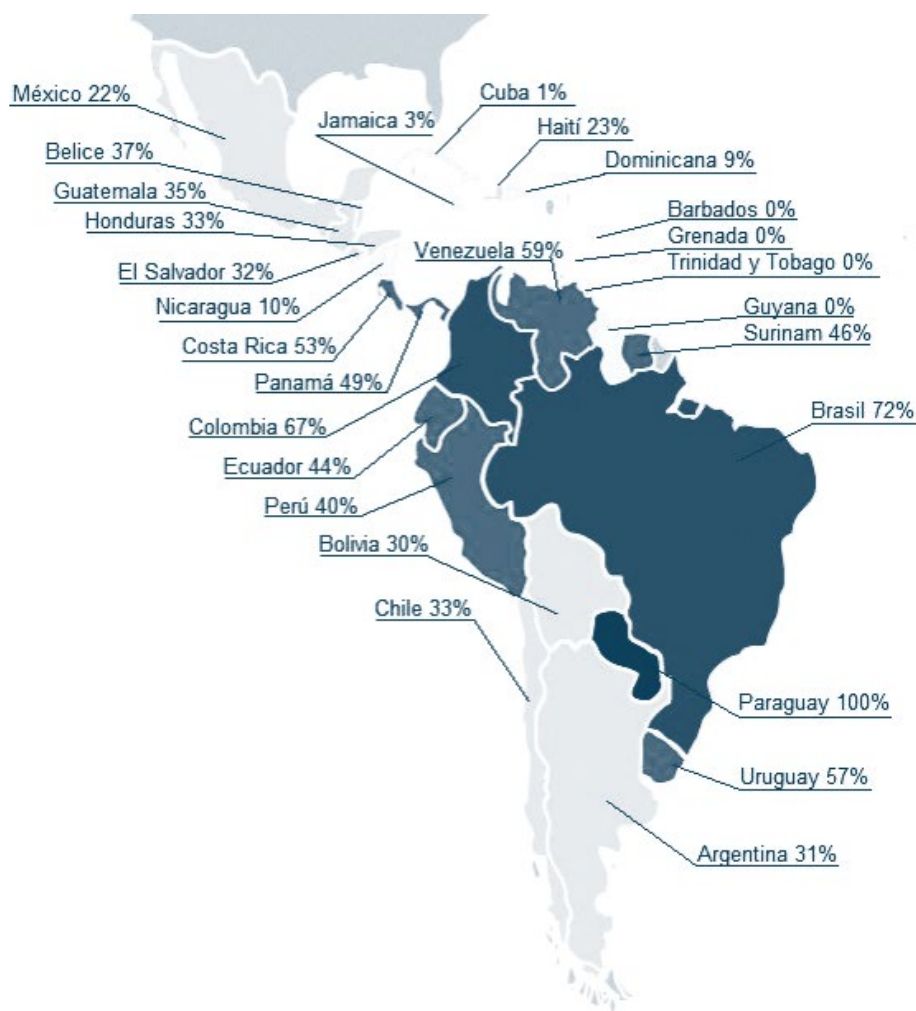 Cuba 1%
México 22%
Jamaica 3%
Haití 23%
Belice 37%
Dominicana 9%
Guatemala 35%
Barbados 0%
Honduras 33%
Grenada 0%
Venezuela 59%
Trinidad y Tobago 0%
El Salvador 32%
Nicaragua 10%
Guyana 0%
Surinam 46%
Costa Rica 53%
Panamá 49%
Brasil 72%
Colombia 67%
Ecuador 44%
Perú 40%
Bolivia 30%
Chile 33%
Paraguay 100%
Uruguay 57%
Argentina 31%